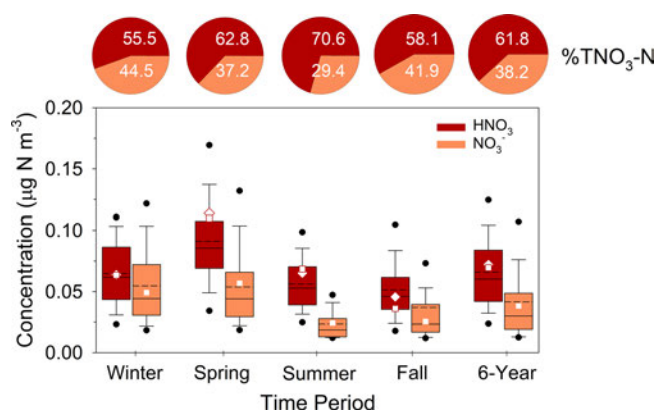 55.5 62.8 70.6 58.1 61.8
44.5 37.2 29.4 41.9 38.2
%TNO₃-N
0.20
0.15
0.10
0.05
0.00
Concentration (µg N m⁻³)
HNO₃
NO₃⁻
Winter Spring Summer Fall 6-Year
Time Period